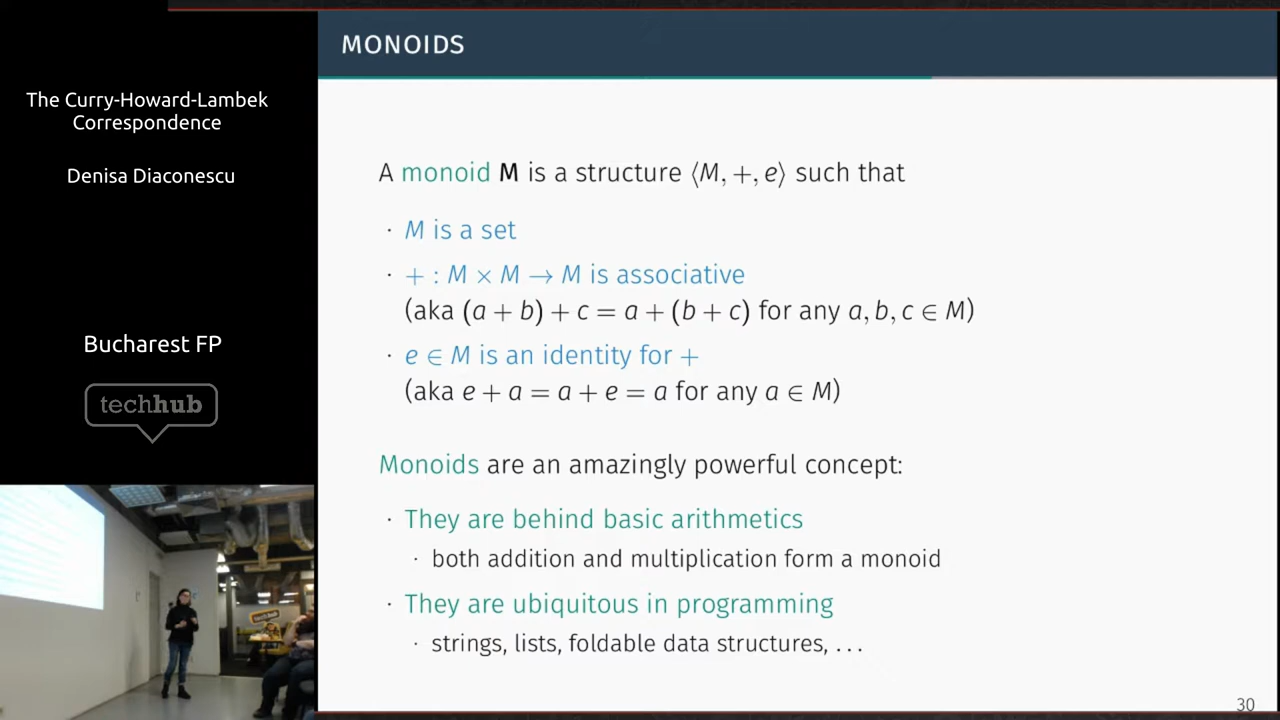 The Curry-Howard-Lambek
Correspondence
Denisa Diaconescu
Bucharest FP
techhub
MONOIDS
A monoid M is a structure ⟨M, +, e⟩ such that
· M is a set
· + : M × M → M is associative
(aka (a + b) + c = a + (b + c) for any a, b, c ∈ M)
· e ∈ M is an identity for +
(aka e + a = a + e = a for any a ∈ M)
Monoids are an amazingly powerful concept:
· They are behind basic arithmetics
· both addition and multiplication form a monoid
· They are ubiquitous in programming
· strings, lists, foldable data structures, . . .
30